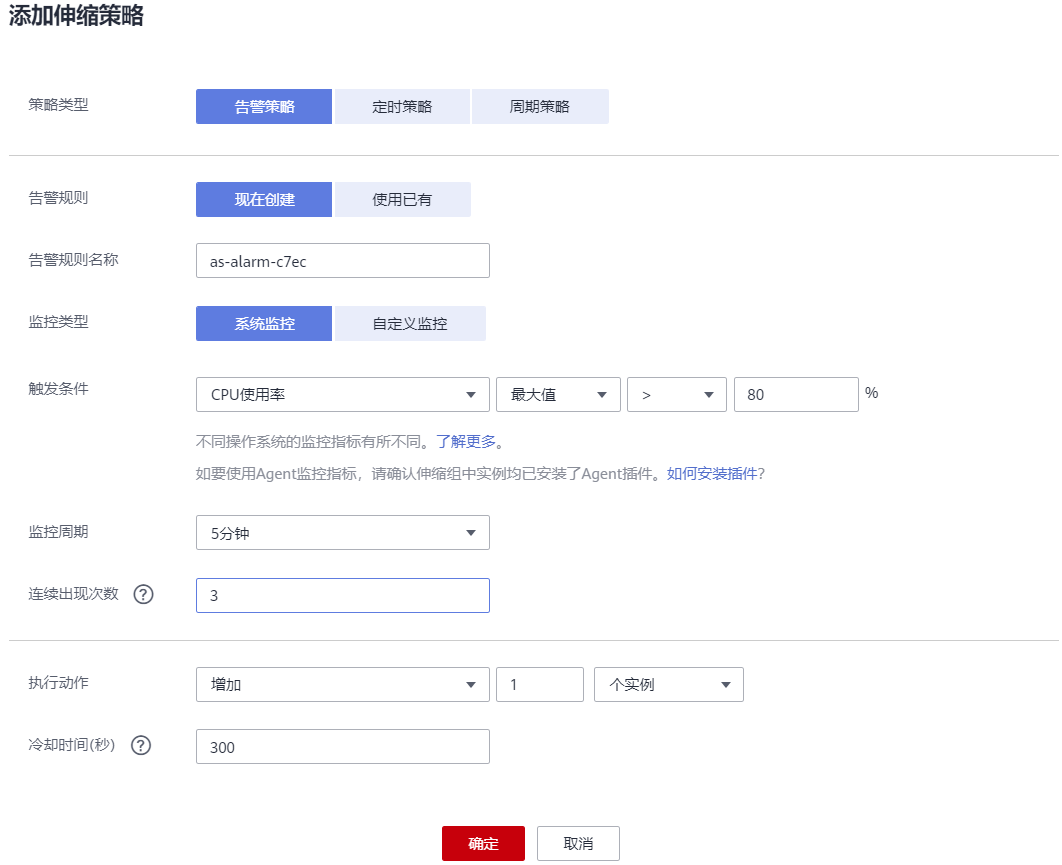 添加伸缩策略
策略类型 告警策略 定时策略 周期策略
告警规则 现在创建 使用已有
告警规则名称 as-alarm-c7ec
监控类型 系统监控 自定义监控
触发条件 CPU使用率 最大值 > 80 %
不同操作系统的监控指标有所不同。了解更多。
如要使用Agent监控指标，请确认伸缩组中实例均已安装了Agent插件。如何安装插件?
监控周期 5分钟
连续出现次数 ? 3
执行动作 增加 1 个实例
冷却时间(秒) ? 300
确定 取消